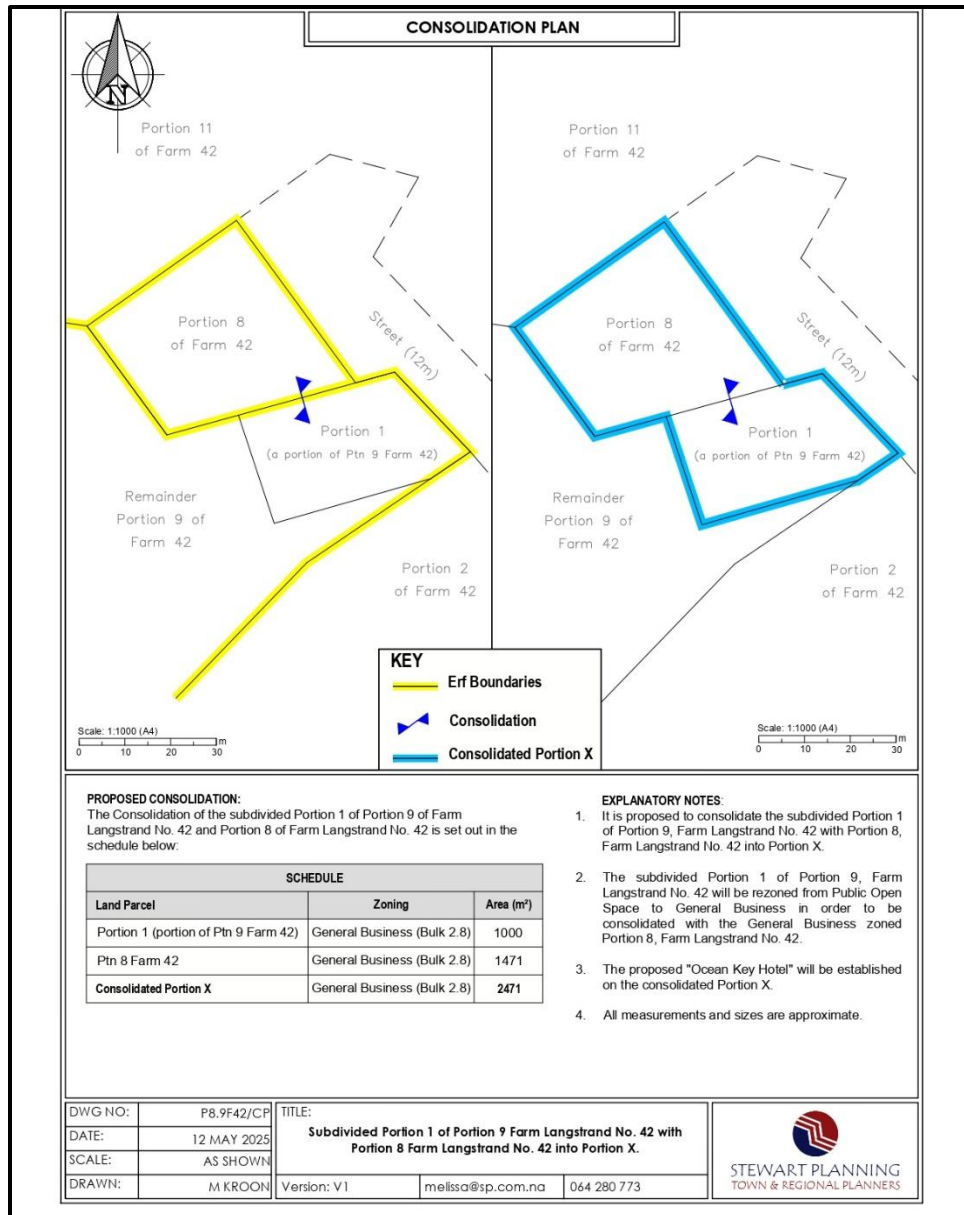 CONSOLIDATION PLAN
N
Portion 11
of Farm 42
Portion 8
of Farm 42
Street (12m)
Portion 1
(a portion of Ptn 9 Farm 42)
Remainder
Portion 9 of
Farm 42
Portion 2
of Farm 42
Scale: 1:1000 (A4)
0 10 20 30 m
Portion 11
of Farm 42
Portion 8
of Farm 42
Street (12m)
Portion 1
(a portion of Ptn 9 Farm 42)
Remainder
Portion 9 of
Farm 42
Portion 2
of Farm 42
Scale: 1:1000 (A4)
0 10 20 30 m
KEY
Erf Boundaries
Consolidation
Consolidated Portion X
PROPOSED CONSOLIDATION:
The Consolidation of the subdivided Portion 1 of Portion 9 of Farm
Langstrand No. 42 and Portion 8 of Farm Langstrand No. 42 is set out in the
schedule below:
SCHEDULE
Land Parcel Zoning Area (m²)
Portion 1 (portion of Ptn 9 Farm 42) General Business (Bulk 2.8) 1000
Ptn 8 Farm 42 General Business (Bulk 2.8) 1471
Consolidated Portion X General Business (Bulk 2.8) 2471
EXPLANATORY NOTES:
1. It is proposed to consolidate the subdivided Portion 1
of Portion 9, Farm Langstrand No. 42 with Portion 8,
Farm Langstrand No. 42 into Portion X.
2. The subdivided Portion 1 of Portion 9, Farm
Langstrand No. 42 will be rezoned from Public Open
Space to General Business in order to be
consolidated with the General Business zoned
Portion 8, Farm Langstrand No. 42.
3. The proposed "Ocean Key Hotel" will be established
on the consolidated Portion X.
4. All measurements and sizes are approximate.
DWG NO: P8.9F42/CP
DATE: 12 MAY 2025
SCALE: AS SHOWN
DRAWN: M KROON
TITLE:
Subdivided Portion 1 of Portion 9 Farm Langstrand No. 42 with
Portion 8 Farm Langstrand No. 42 into Portion X.
Version: V1 melissa@sp.com.na 064 280 773
STEWART PLANNING
TOWN & REGIONAL PLANNERS